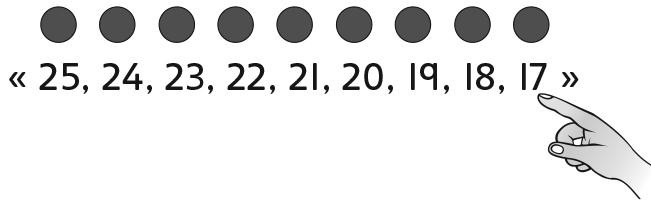 « 25, 24, 23, 22, 21, 20, 19, 18, 17 »